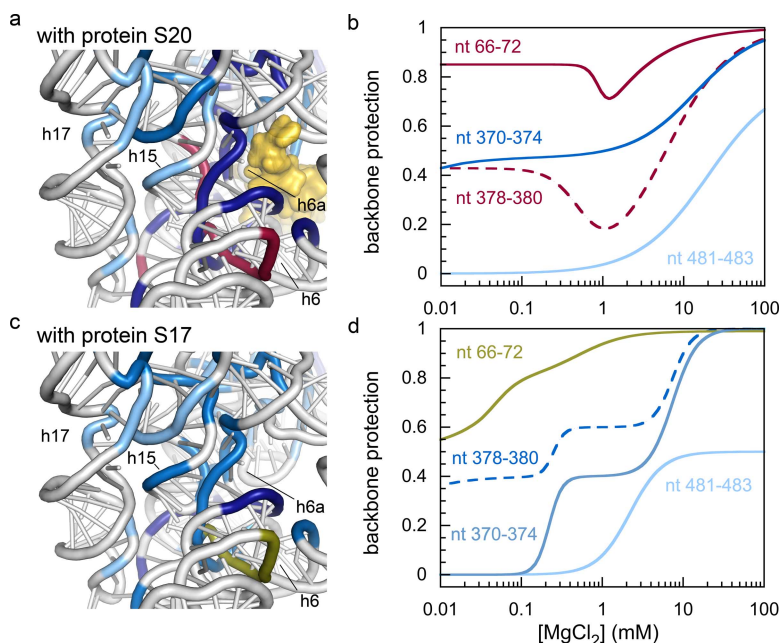 a
with protein S20
h17
h15
h6a
h6
b
backbone protection
1
0.8
0.6
0.4
0.2
0
nt 66-72
nt 370-374
nt 378-380
nt 481-483
0.01
0.1
1
10
100
c
with protein S17
h17
h15
h6a
h6
d
backbone protection
1
0.8
0.6
0.4
0.2
0
nt 66-72
nt 378-380
nt 481-483
nt 370-374
0.01
0.1
1
10
100
[MgCl₂] (mM)